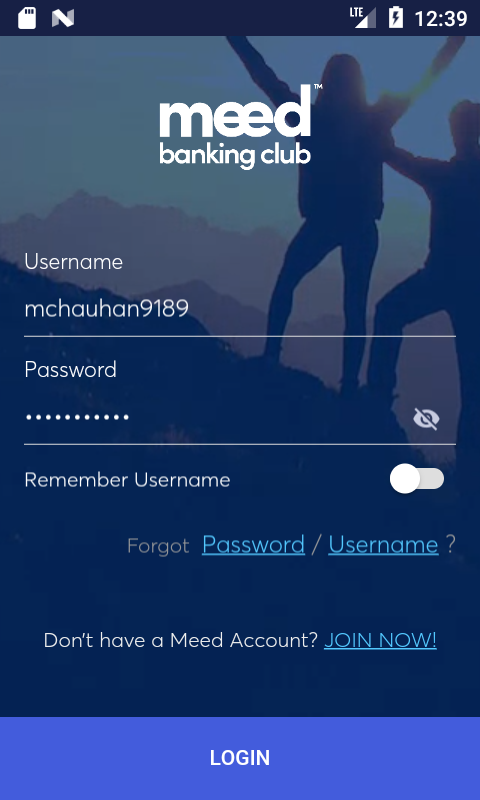 LTE 12:39
meed™
banking club
Username
mchauhan9189
Password
•••••••••••
Remember Username
Forgot Password / Username ?
Don't have a Meed Account? JOIN NOW!
LOGIN